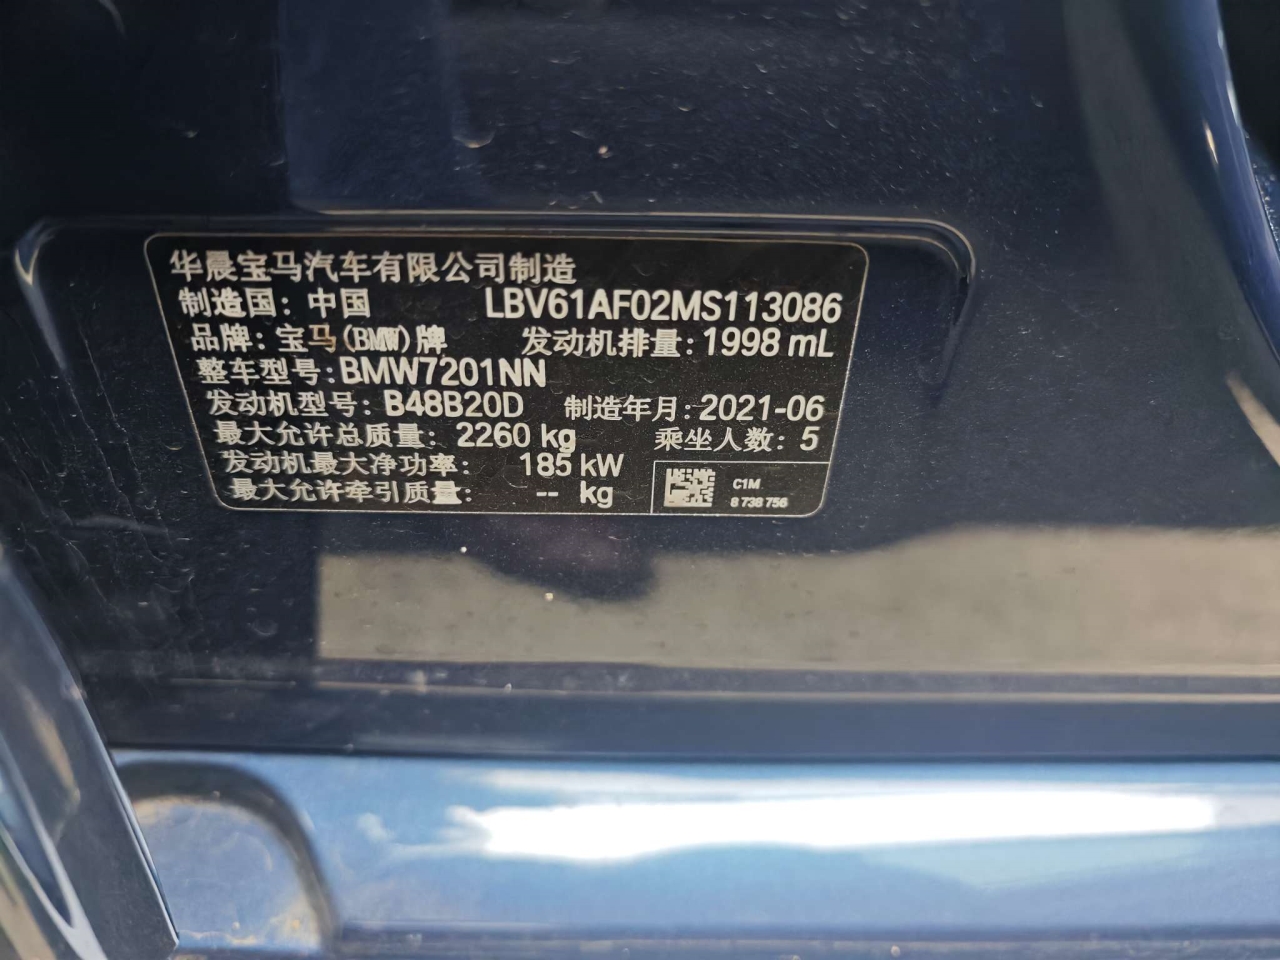 华晨宝马汽车有限公司制造
制造国：中国 LBV61AF02MS113086
品牌：宝马(BMW)牌 发动机排量：1998 mL
整车型号：BMW7201NN
发动机型号：B48B20D 制造年月：2021-06
最大允许总质量：2260 kg 乘坐人数：5
发动机最大净功率：185 kW
最大允许牵引质量：-- kg
C1M
8 738 756